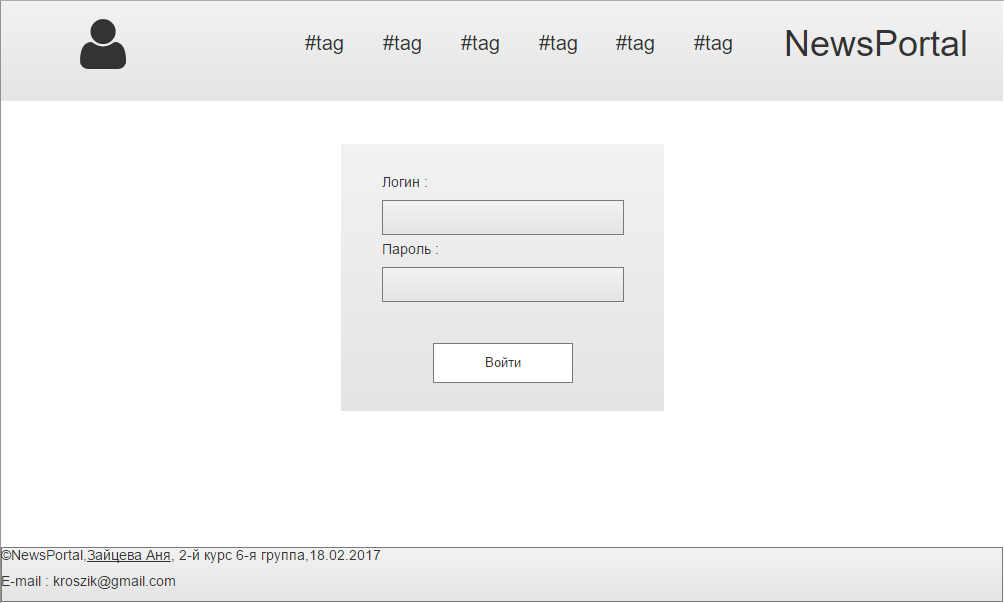 #tag #tag #tag #tag #tag #tag NewsPortal
Логин :
Пароль :
Войти
©NewsPortal,Зайцева Аня, 2-й курс 6-я группа,18.02.2017
E-mail : kroszik@gmail.com